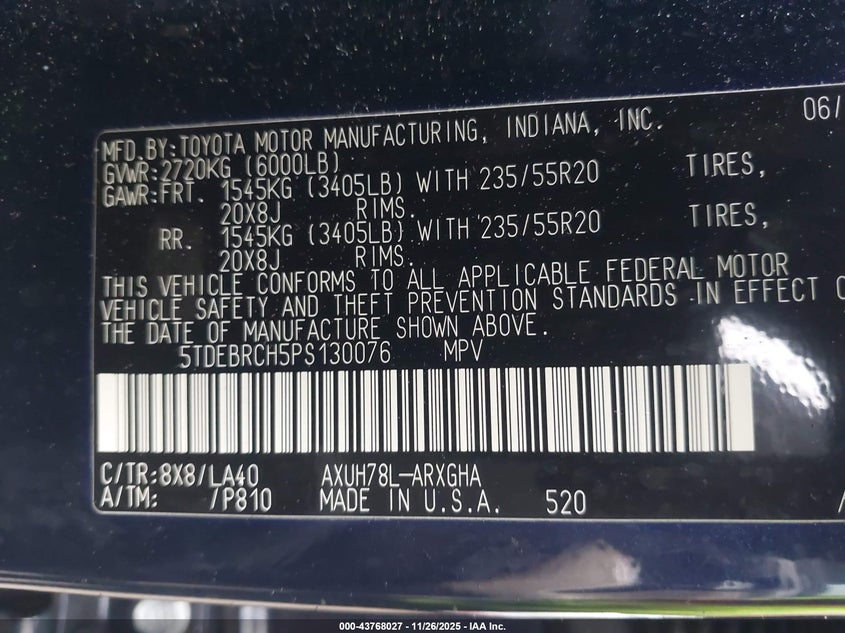 06/
MFD.BY:TOYOTA MOTOR MANUFACTURING, INDIANA, INC.
GVWR:2720KG (6000LB)
GAWR:FRT. 1545KG (3405LB) WITH 235/55R20 TIRES,
20X8J RIMS.
RR. 1545KG (3405LB) WITH 235/55R20 TIRES,
20X8J RIMS.
THIS VEHICLE CONFORMS TO ALL APPLICABLE FEDERAL MOTOR
VEHICLE SAFETY AND THEFT PREVENTION STANDARDS IN EFFECT
THE DATE OF MANUFACTURE SHOWN ABOVE.
5TDEBRCH5PS130076 MPV
C/TR:8X8/LA40 AXUH78L-ARXGHA
A/TM: /P810 MADE IN U.S.A. 520
000-43768027 - 11/26/2025 - IAA Inc.